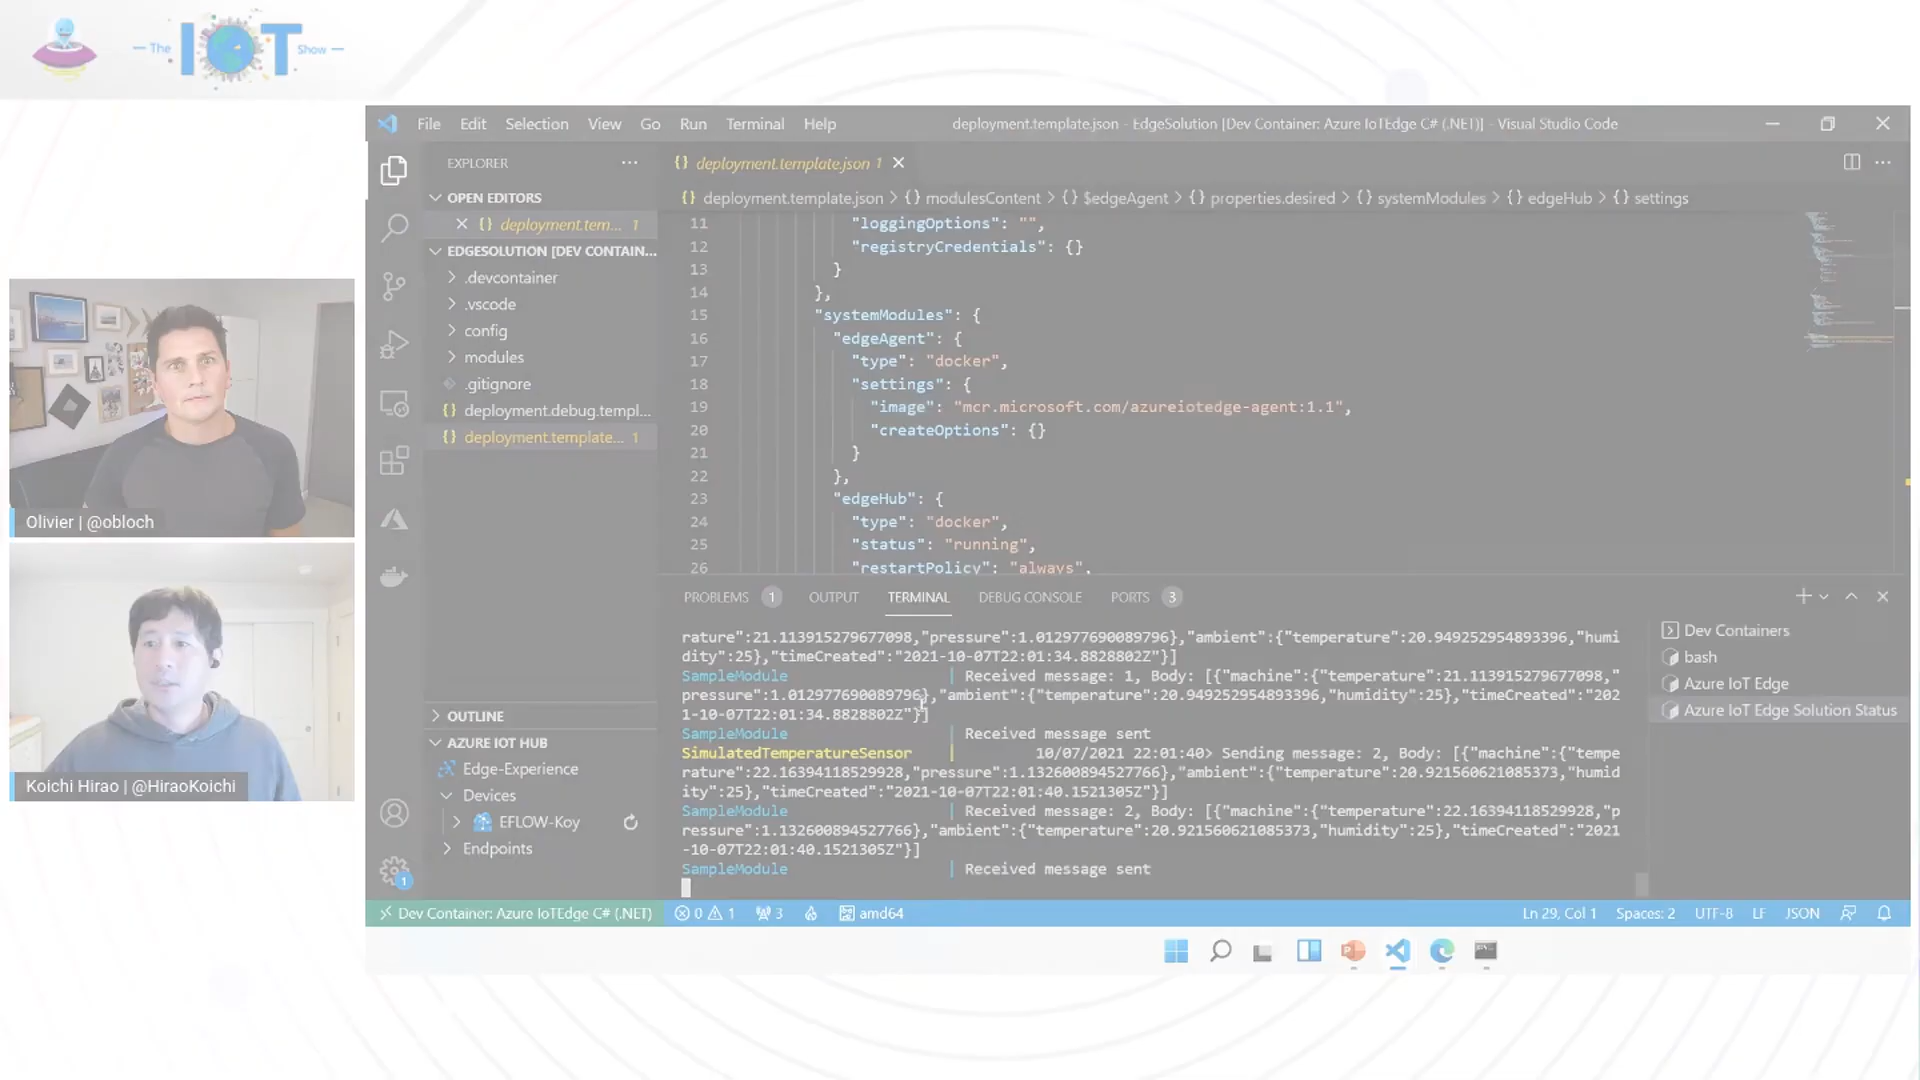 The IOT Show
File Edit Selection View Go Run Terminal Help
deployment.template.json - EdgeSolution [Dev Container: Azure IoTEdge C# (.NET)] - Visual Studio Code
EXPLORER
OPEN EDITORS
{} deployment.tem... 1
EDGESOLUTION [DEV CONTAIN...
.devcontainer
.vscode
config
modules
.gitignore
{} deployment.debug.templ...
{} deployment.template... 1
OUTLINE
AZURE IOT HUB
Edge-Experience
Devices
EFLOW-Koy
Endpoints
1
{} deployment.template.json 1
{} deployment.template.json > {} modulesContent > {} $edgeAgent > {} properties.desired > {} systemModules > {} edgeHub > {} settings
11 "loggingOptions": "",
12 "registryCredentials": {}
13 }
14 },
15 "systemModules": {
16 "edgeAgent": {
17 "type": "docker",
18 "settings": {
19 "image": "mcr.microsoft.com/azureiotedge-agent:1.1",
20 "createOptions": {}
21 }
22 },
23 "edgeHub": {
24 "type": "docker",
25 "status": "running",
26 "restartPolicy": "always",
PROBLEMS 1 OUTPUT TERMINAL DEBUG CONSOLE PORTS 3
rature":21.113915279677098,"pressure":1.012977690089796},"ambient":{"temperature":20.949252954893396,"humi
dity":25},"timeCreated":"2021-10-07T22:01:34.8828802Z"}]
SampleModule | Received message: 1, Body: [{"machine":{"temperature":21.113915279677098,"
pressure":1.012977690089796},"ambient":{"temperature":20.949252954893396,"humidity":25},"timeCreated":"202
1-10-07T22:01:34.8828802Z"}]
SampleModule | Received message sent
SimulatedTemperatureSensor | 10/07/2021 22:01:40> Sending message: 2, Body: [{"machine":{"tempe
rature":22.16394118529928,"pressure":1.132600894527766},"ambient":{"temperature":20.921560621085373,"humid
ity":25},"timeCreated":"2021-10-07T22:01:40.1521305Z"}]
SampleModule | Received message: 2, Body: [{"machine":{"temperature":22.16394118529928,"p
ressure":1.132600894527766},"ambient":{"temperature":20.921560621085373,"humidity":25},"timeCreated":"2021
-10-07T22:01:40.1521305Z"}]
SampleModule | Received message sent
Dev Containers
bash
Azure IoT Edge
Azure IoT Edge Solution Status
Dev Container: Azure IoTEdge C# (.NET) 0 1 3 amd64
Ln 29, Col 1 Spaces: 2 UTF-8 LF JSON
Olivier | @obloch
Koichi Hirao | @HiraoKoichi